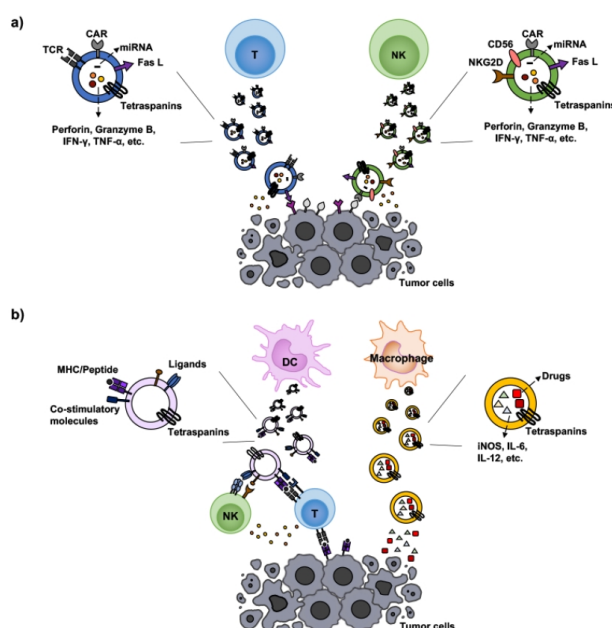 a)
CAR
TCR
miRNA
Fas L
Tetraspanins
Perforin, Granzyme B,
IFN-γ, TNF-α, etc.
T
NK
CAR
CD56
miRNA
NKG2D
Fas L
Tetraspanins
Perforin, Granzyme B,
IFN-γ, TNF-α, etc.
Tumor cells
b)
MHC/Peptide
Ligands
Co-stimulatory
molecules
Tetraspanins
DC
Macrophage
Drugs
Tetraspanins
iNOS, IL-6,
IL-12, etc.
NK
T
Tumor cells